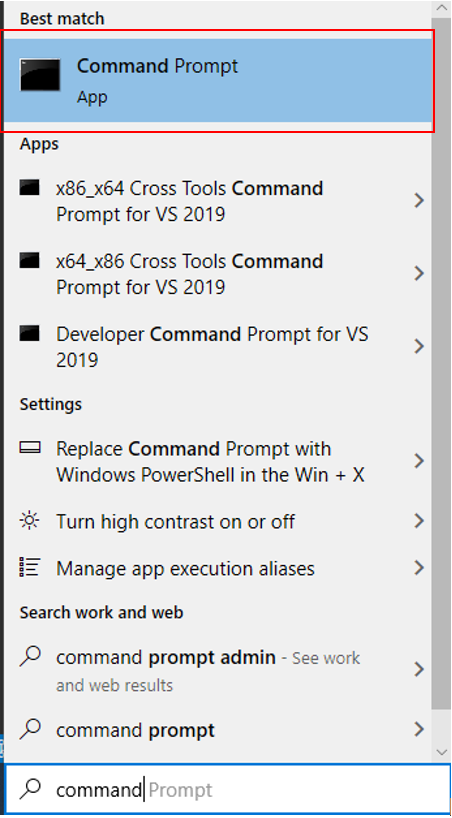 Best match
Command Prompt
App
Apps
x86_x64 Cross Tools Command
Prompt for VS 2019
x64_x86 Cross Tools Command
Prompt for VS 2019
Developer Command Prompt for VS
2019
Settings
Replace Command Prompt with
Windows PowerShell in the Win + X
Turn high contrast on or off
Manage app execution aliases
Search work and web
command prompt admin - See work
and web results
command prompt
command Prompt